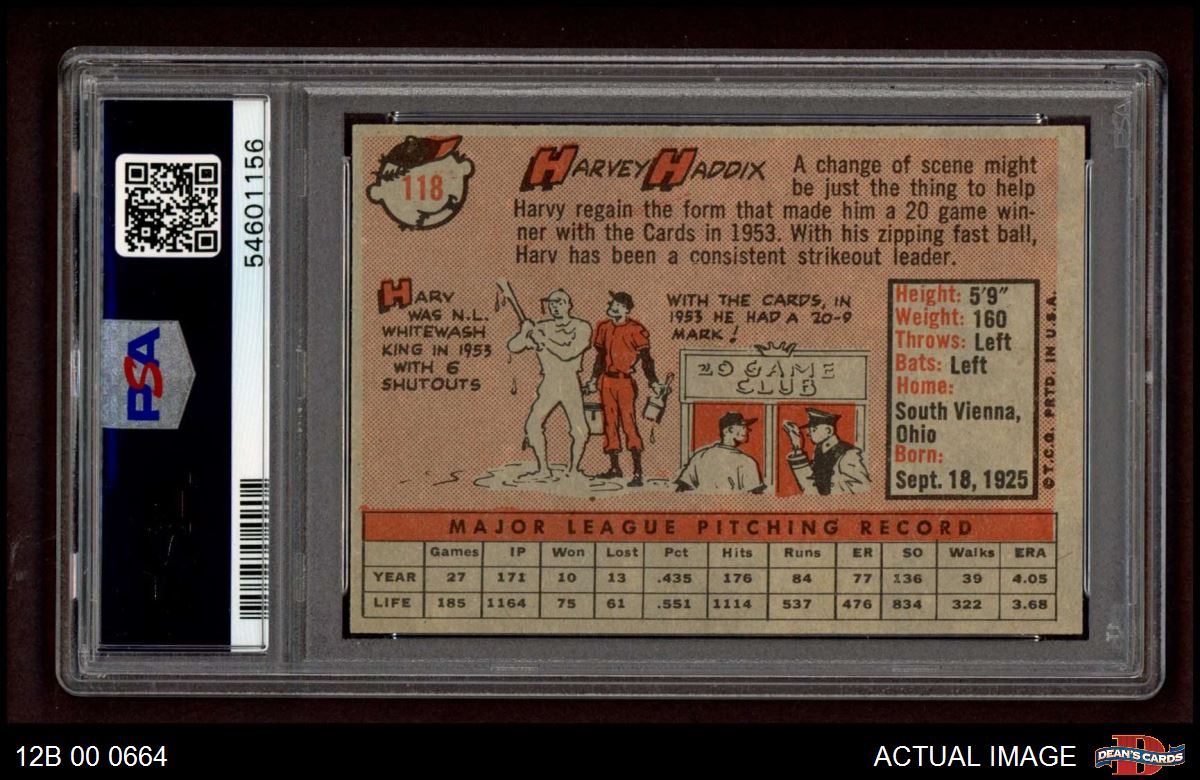 PSA
54601156
118
HARVEY HADDIX
A change of scene might
be just the thing to help
Harvy regain the form that made him a 20 game win-
ner with the Cards in 1953. With his zipping fast ball,
Harv has been a consistent strikeout leader.
HARV
WAS N.L.
WHITEWASH
KING IN 1953
WITH 6
SHUTOUTS
WITH THE CARDS, IN
1953 HE HAD A 20-9
MARK!
20 GAME
CLUB
Height: 5'9"
Weight: 160
Throws: Left
Bats: Left
Home:
South Vienna,
Ohio
Born:
Sept. 18, 1925
©T.C.G. PRTD. IN U.S.A.
MAJOR LEAGUE PITCHING RECORD
Games IP Won Lost Pct Hits Runs ER SO Walks ERA
YEAR 27 171 10 13 .435 176 84 77 136 39 4.05
LIFE 185 1164 75 61 .551 1114 537 476 834 322 3.68
12B 00 0664
ACTUAL IMAGE
DEAN'S CARDS